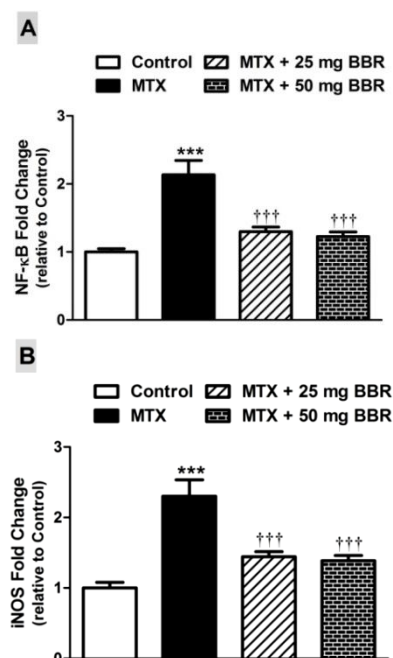 A
Control MTX + 25 mg BBR
MTX MTX + 50 mg BBR
NF-κB Fold Change
(relative to Control)
3
2
1
0
***
†††
†††
B
Control MTX + 25 mg BBR
MTX MTX + 50 mg BBR
iNOS Fold Change
(relative to Control)
3
2
1
0
***
†††
†††